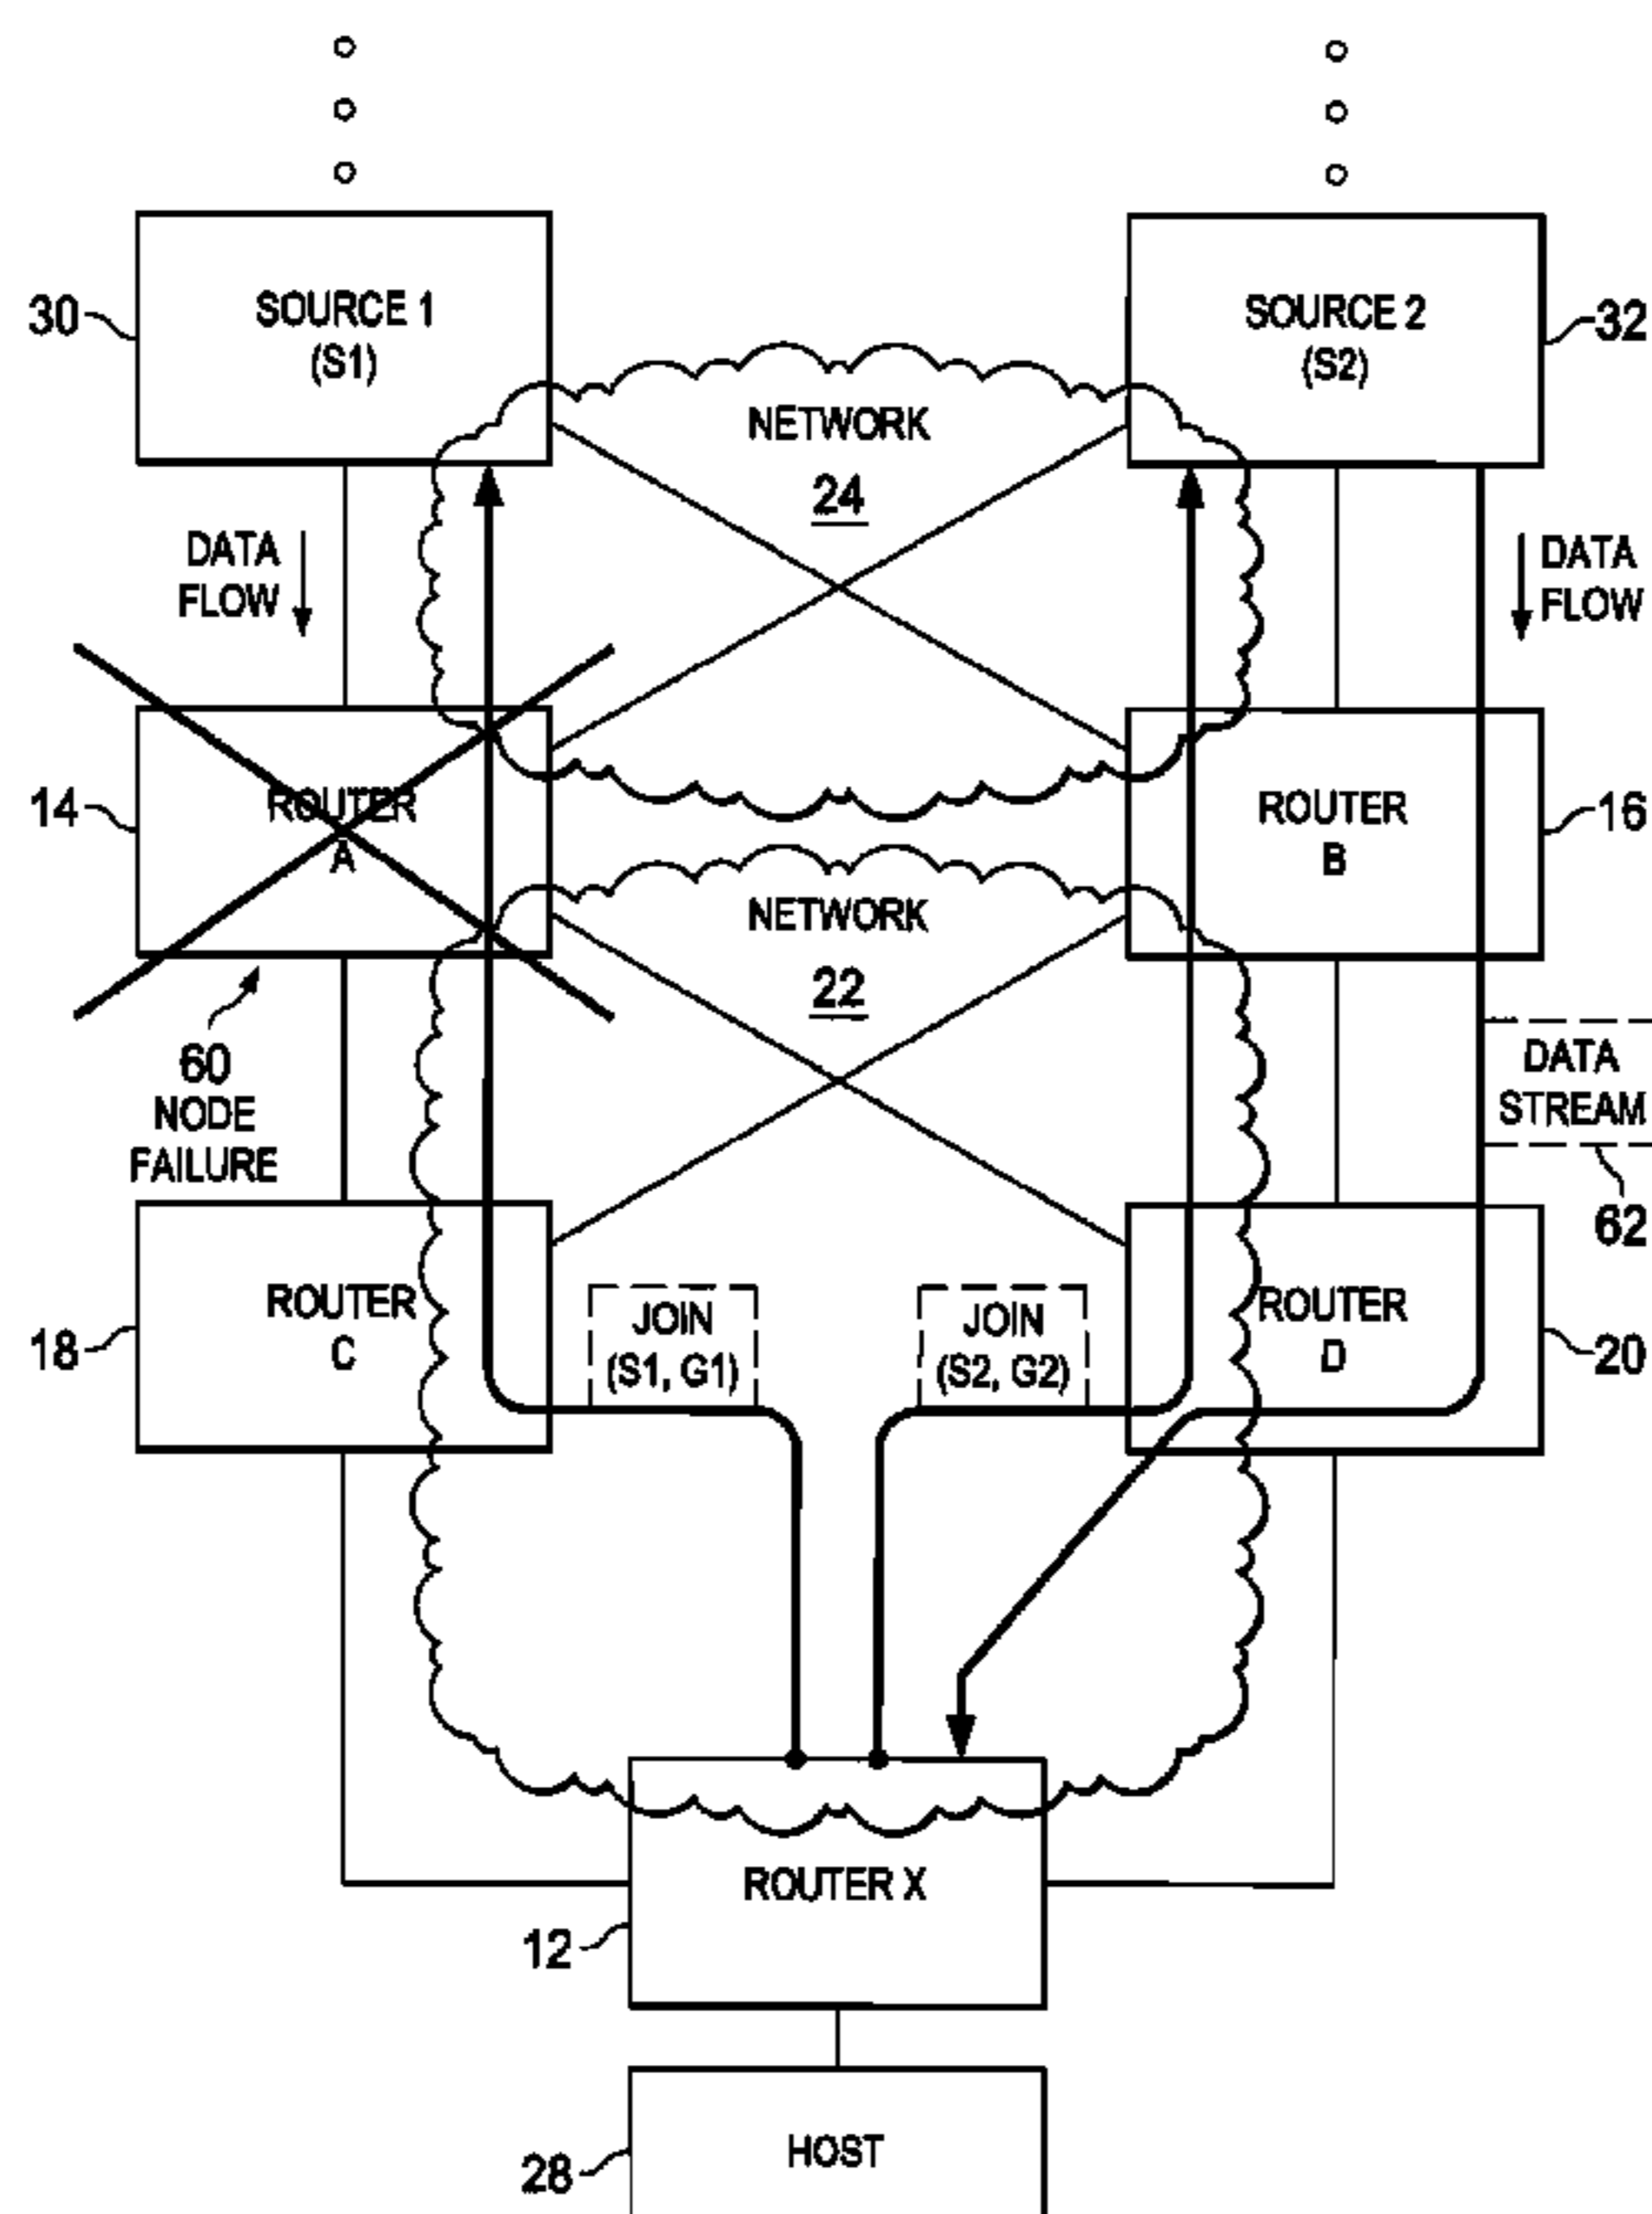 30
SOURCE 1
(S1)
SOURCE 2
(S2)
32
NETWORK
24
DATA
FLOW
DATA
FLOW
14
ROUTER
A
ROUTER
B
16
NETWORK
22
60
NODE
FAILURE
DATA
STREAM
62
18
ROUTER
C
JOIN
(S1, G1)
JOIN
(S2, G2)
ROUTER
D
20
ROUTER X
12
HOST
28